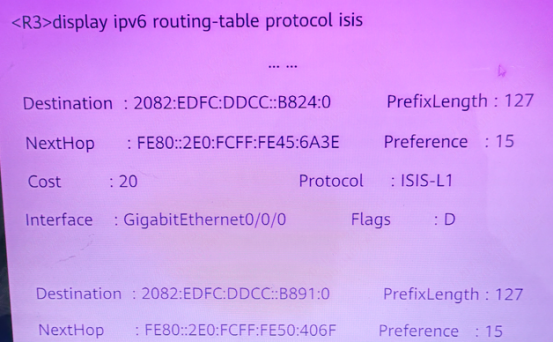 <R3>display ipv6 routing-table protocol isis
... ...
Destination : 2082:EDFC:DDCC::B824:0 PrefixLength : 127
NextHop : FE80::2E0:FCFF:FE45:6A3E Preference : 15
Cost : 20 Protocol : ISIS-L1
Interface : GigabitEthernet0/0/0 Flags : D
Destination : 2082:EDFC:DDCC::B891:0 PrefixLength : 127
NextHop : FE80::2E0:FCFF:FE50:406F Preference : 15